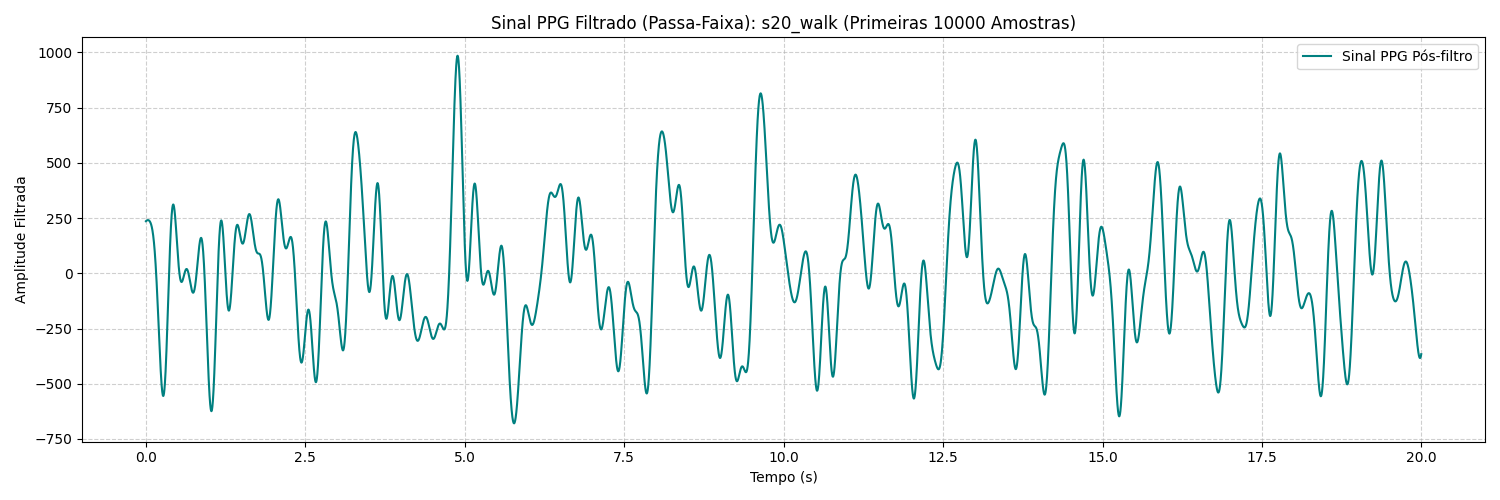 Sinal PPG Filtrado (Passa-Faixa): s20_walk (Primeiras 10000 Amostras)
Sinal PPG Pós-filtro
Amplitude Filtrada
1000
750
500
250
0
−250
−500
−750
0.0 2.5 5.0 7.5 10.0 12.5 15.0 17.5 20.0
Tempo (s)